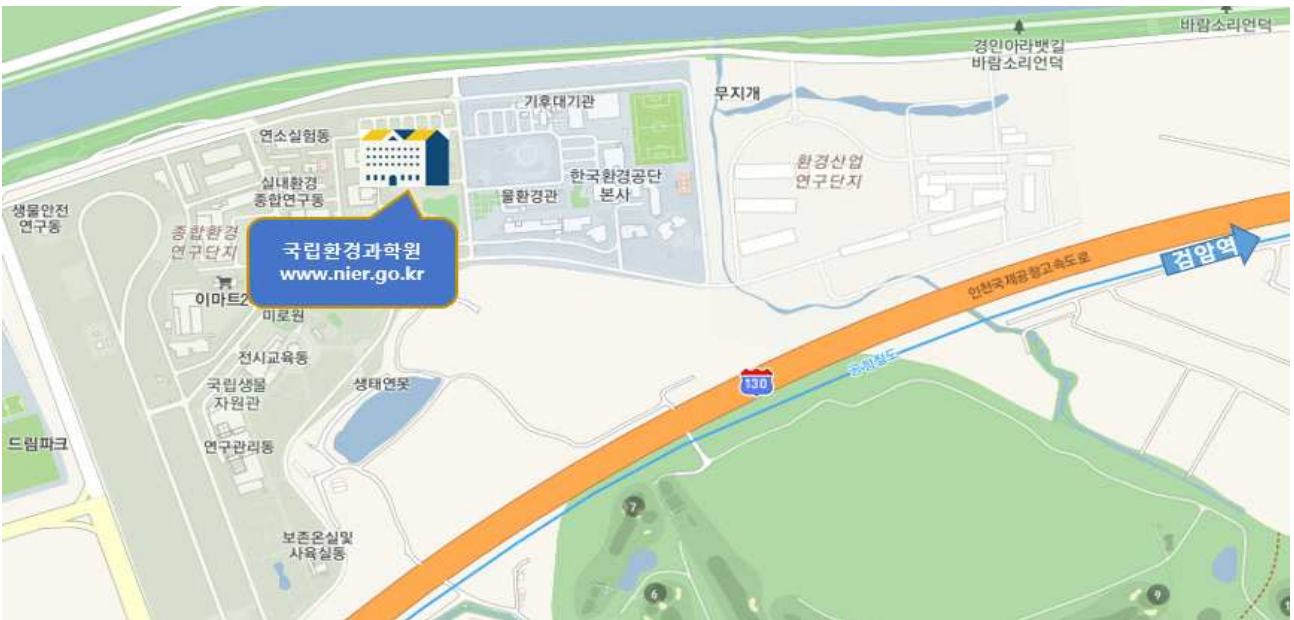 바람소리언덕
경인아라뱃길
바람소리언덕
기후대기관
무지개
연소실험동
환경산업
연구단지
한국환경공단
본사
실내환경
종합연구동
물환경관
생물안전
연구동
종합환경
연구단지
국립환경과학원
www.nier.go.kr
검암역
인천국제공항고속도로
이마트2
미로원
전시교육동
공항철도
130
생태연못
국립생물
자원관
드림파크
연구관리동
7
보존온실및
사육실동
6
9